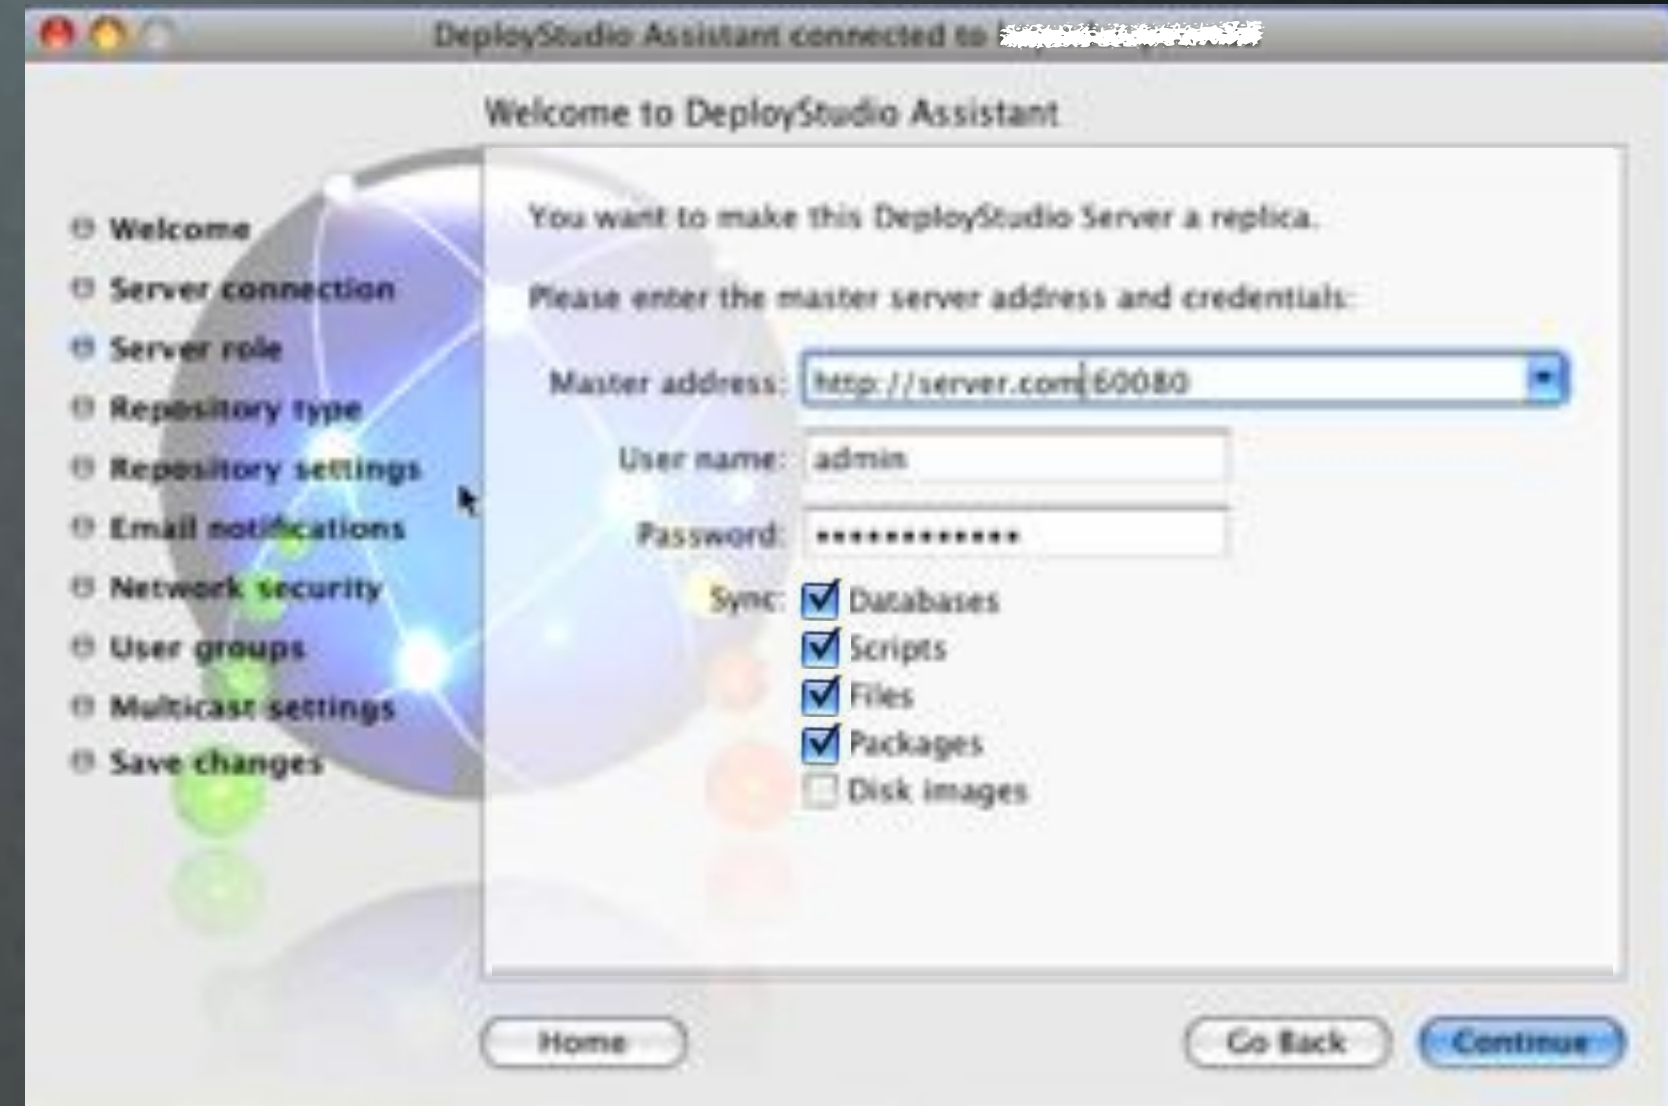 DeployStudio Assistant connected to
Welcome to DeployStudio Assistant
Welcome
Server connection
Server role
Repository type
Repository settings
Email notifications
Network security
User groups
Multicast settings
Save changes
You want to make this DeployStudio Server a replica.
Please enter the master server address and credentials:
Master address: http://server.com:60080
User name: admin
Password: ••••••••••••
Sync: Databases
Scripts
Files
Packages
Disk images
Home
Go Back
Continue